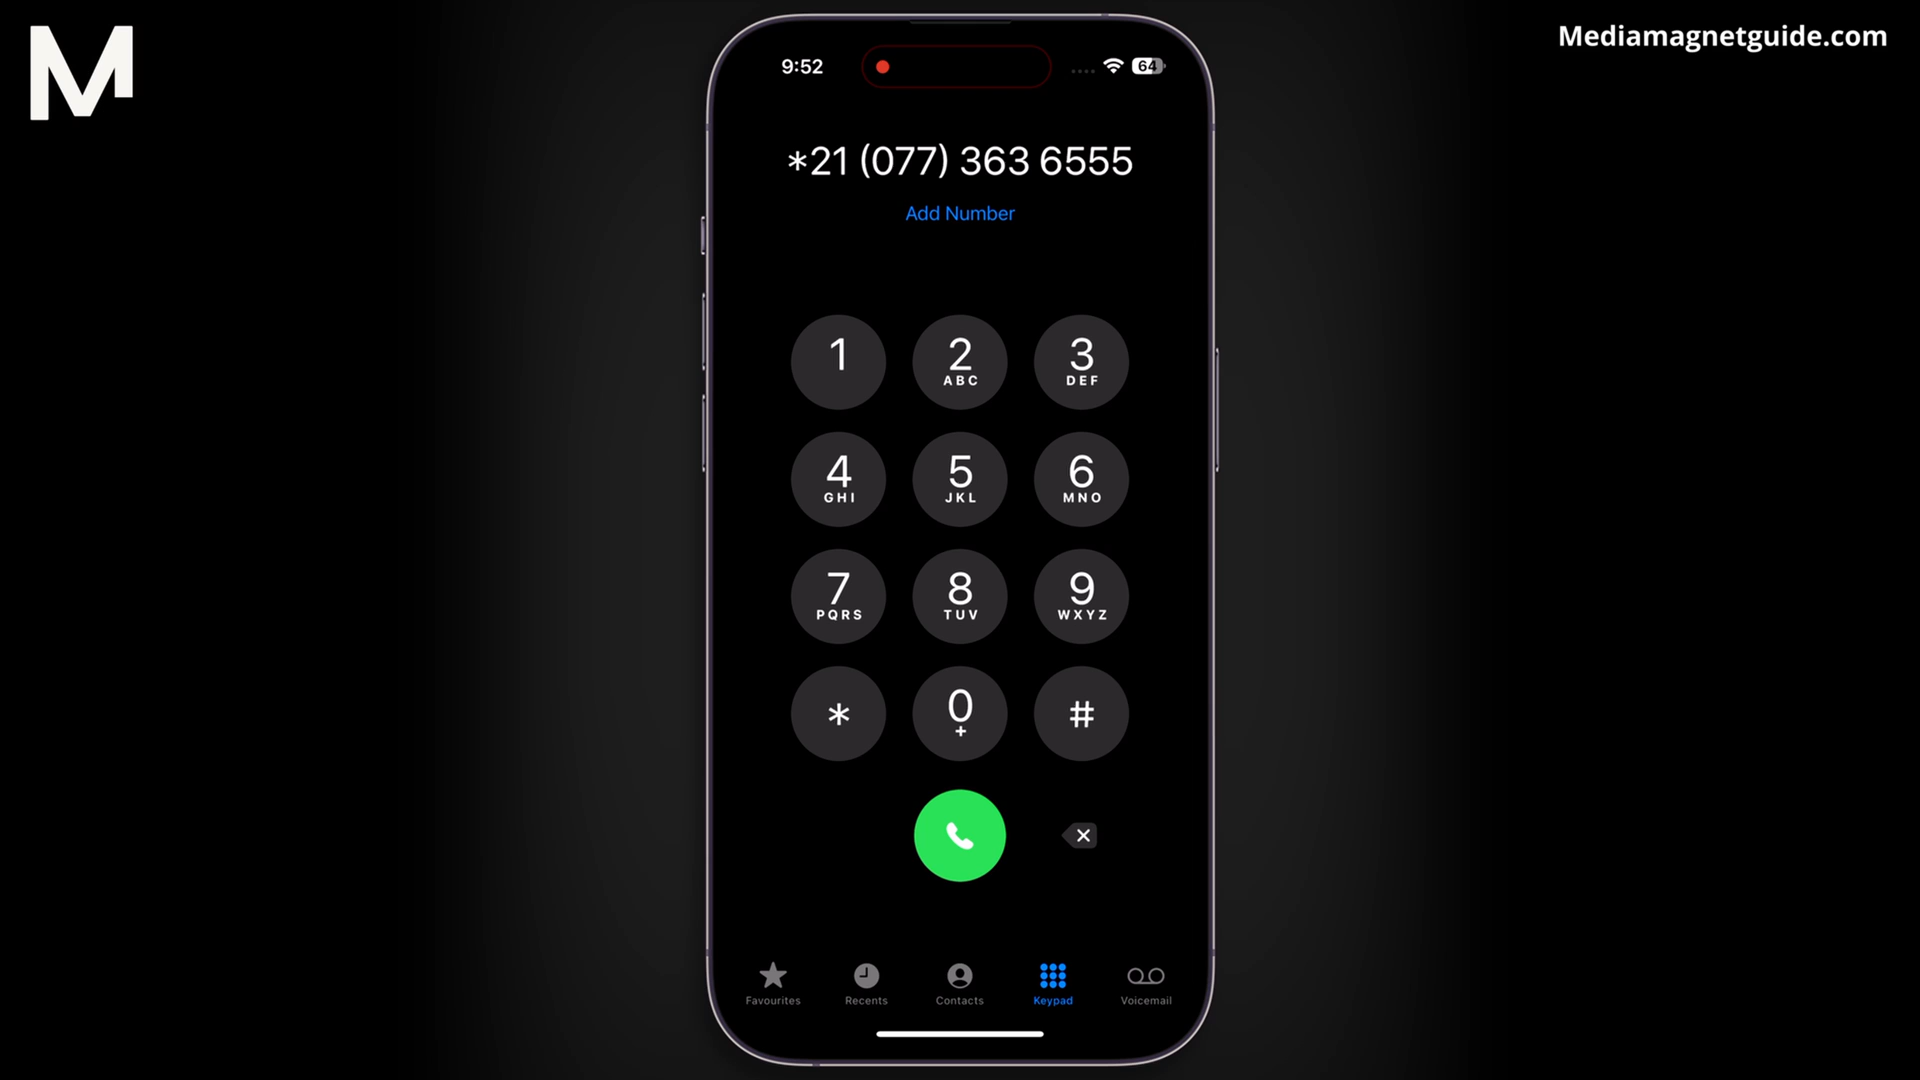 M
Mediamagnetguide.com
9:52
64
*21 (077) 363 6555
Add Number
1
2
ABC
3
DEF
4
GHI
5
JKL
6
MNO
7
PQRS
8
TUV
9
WXYZ
*
0
+
#
Favourites
Recents
Contacts
Keypad
Voicemail